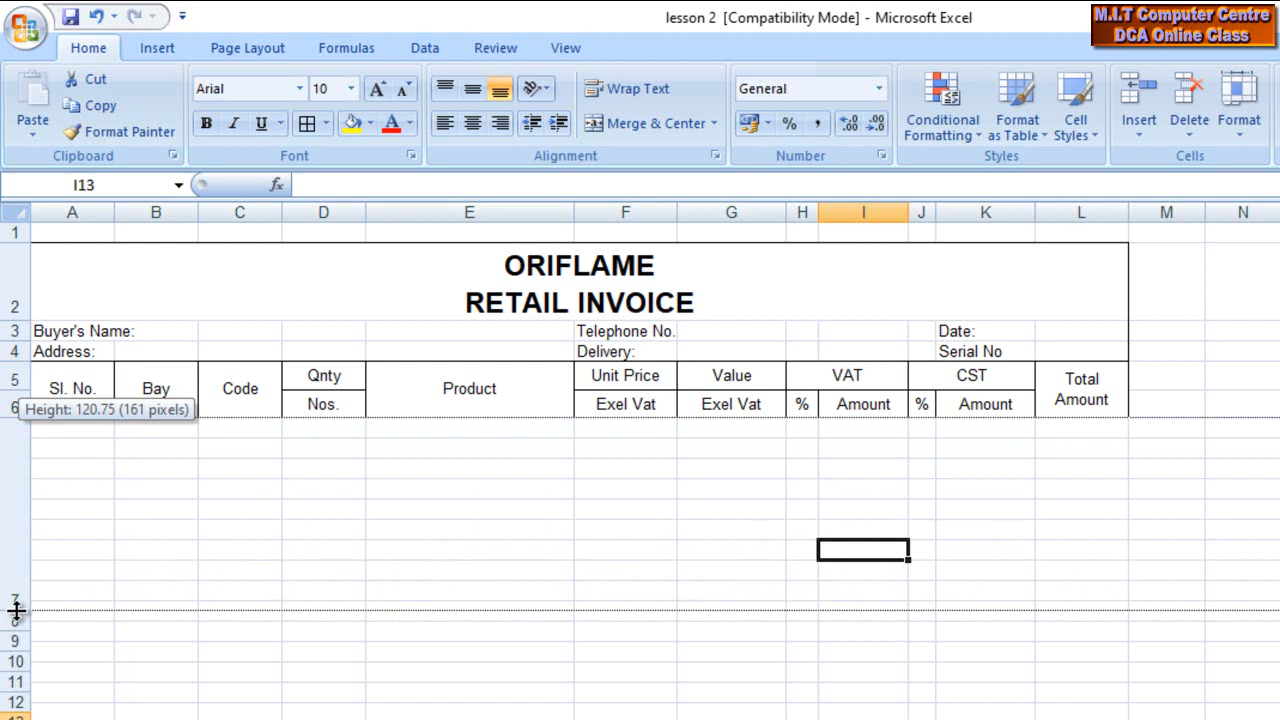 lesson 2 [Compatibility Mode] - Microsoft Excel
M.I.T Computer Centre
DCA Online Class
Home Insert Page Layout Formulas Data Review View
Paste
Cut
Copy
Format Painter
Clipboard
Arial 10
B I U
A
Font
Wrap Text
Merge & Center
Alignment
General
% ,
.00 .0
Number
Conditional Formatting
Format as Table
Cell Styles
Styles
Insert Delete Format
Cells
I13
fx
A B C D E F G H I J K L M N
1
ORIFLAME
2 RETAIL INVOICE
3 Buyer's Name: Telephone No. Date:
4 Address: Delivery: Serial No
5 Sl. No. Bay Code Qnty Product Unit Price Value VAT CST Total Amount
6 Nos. Exel Vat Exel Vat % Amount % Amount
Height: 120.75 (161 pixels)
7
8
9
10
11
12